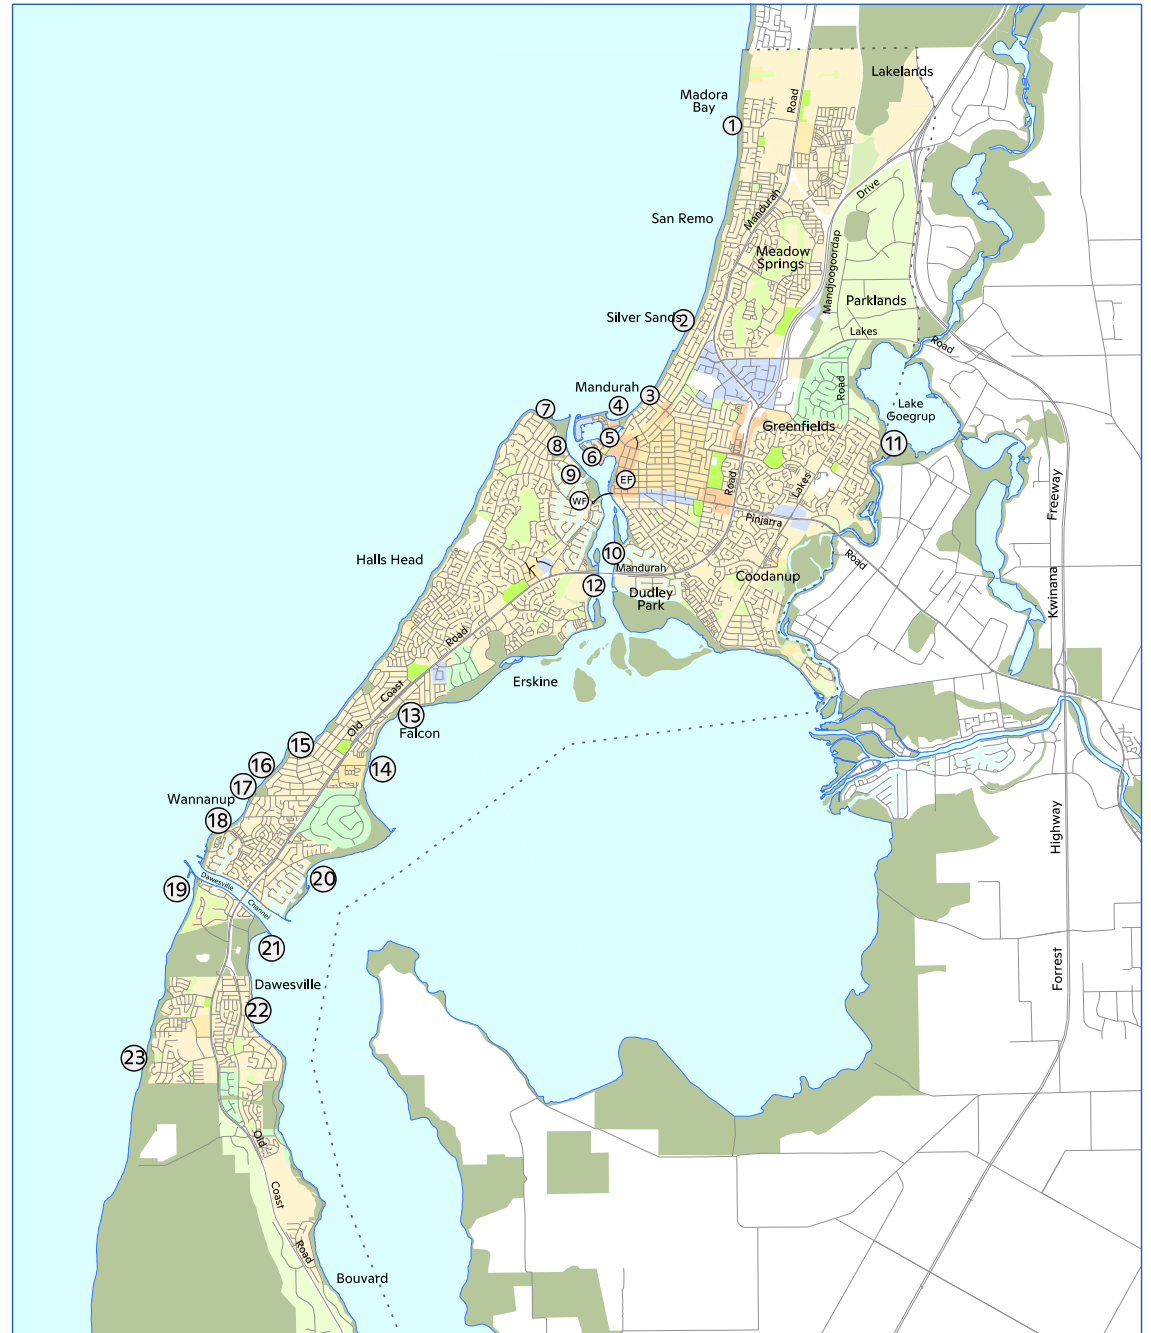 Lakelands
Madora
Bay
Road
1
Drive
Mandurah
San Remo
Meadow
Springs
Mandjoogoordap
Parklands
Silver Sands
2
Lakes
Road
Road
Mandurah
3
4
Lake
Goegrup
7
5
Greenfields
8
11
6
9
EF
Road
Lakes
WF
Freeway
Pinjarra
Halls Head
10
Road
Mandurah
Coodanup
12
Dudley
Park
Kwinana
Road
Erskine
Coast
13
Old
Falcon
15
16
14
17
Wannanup
18
Highway
Dawesville
20
19
Channel
21
Forrest
Dawesville
22
23
Old
Coast
Road
Bouvard